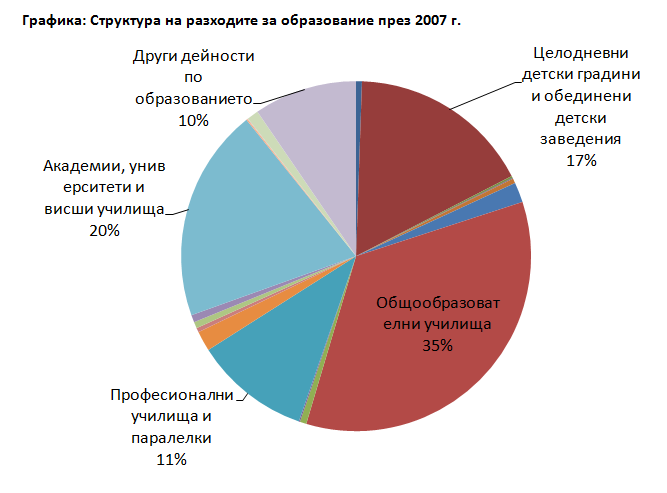 Графика: Структура на разходите за образование през 2007 г.
Други дейности
по
образованието
10%
Целодневни
детски градини
и обединени
детски
заведения
17%
Академии, унив
ерситети и
висши училища
20%
Общообразоват
елни училища
35%
Професионални
училища и
паралелки
11%